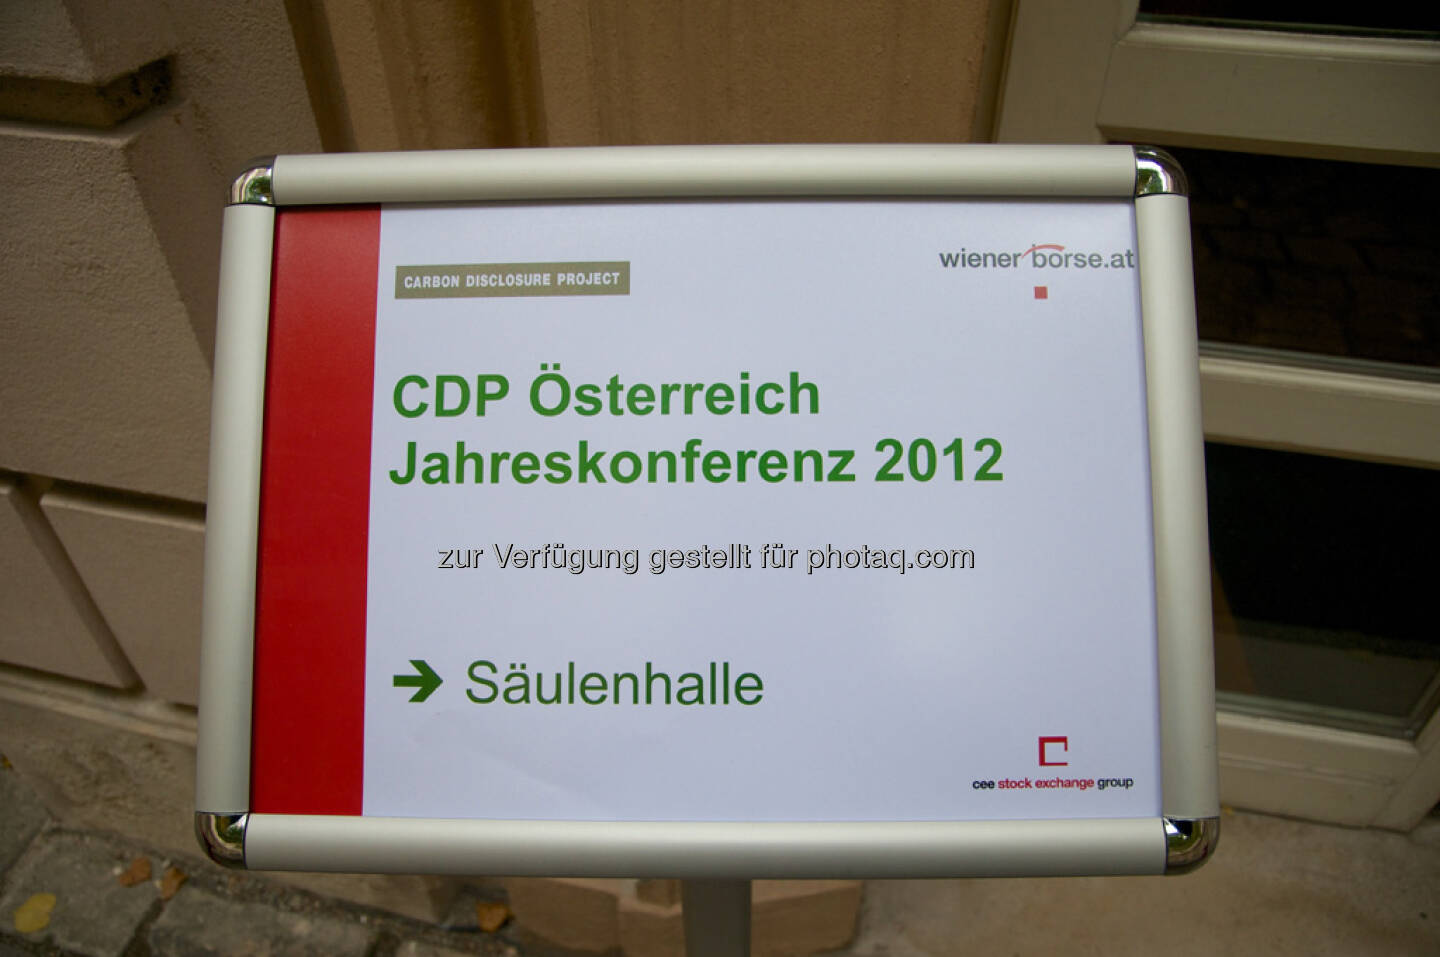 CARBON DISCLOSURE PROJECT
wiener börse.at
CDP Österreich
Jahreskonferenz 2012
zur Verfügung gestellt für photaq.com
→ Säulenhalle
cee stock exchange group